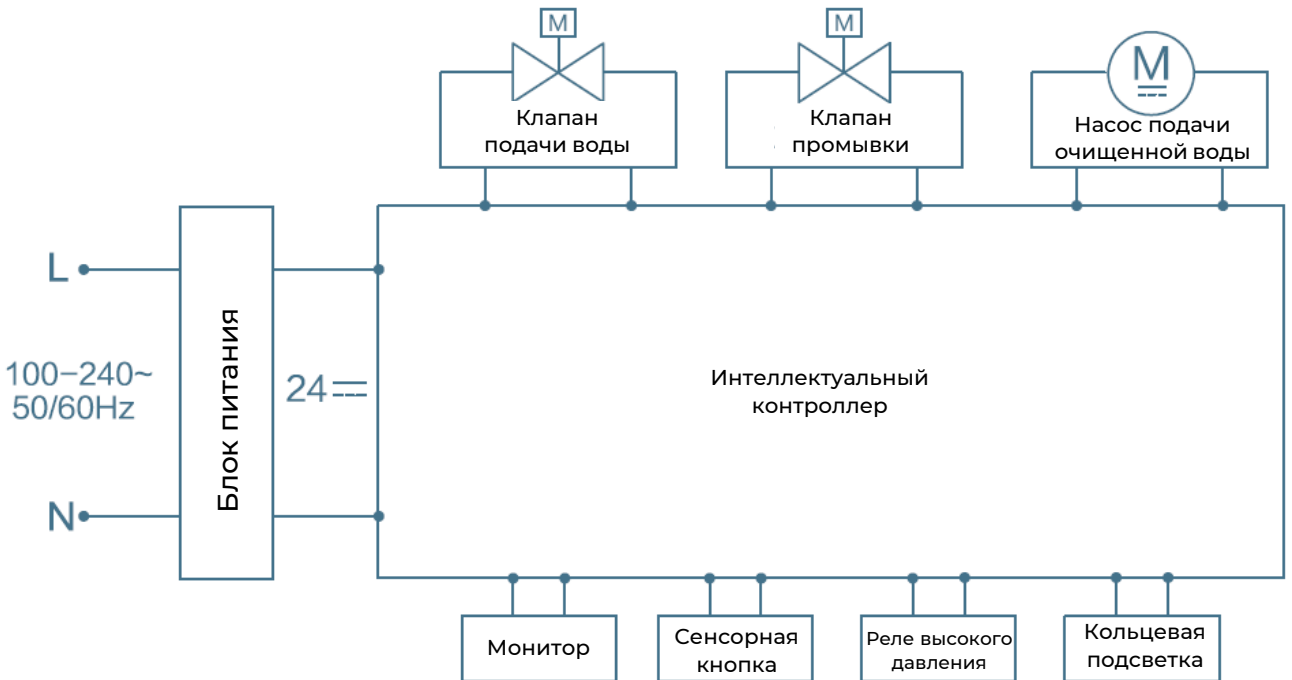 M
M
M
Клапан
подачи воды
Клапан
промывки
Насос подачи
очищенной воды
L
100−240~
50/60Hz
N
Блок питания
24
Интеллектуальный
контроллер
Монитор
Сенсорная
кнопка
Реле высокого
давления
Кольцевая
подсветка